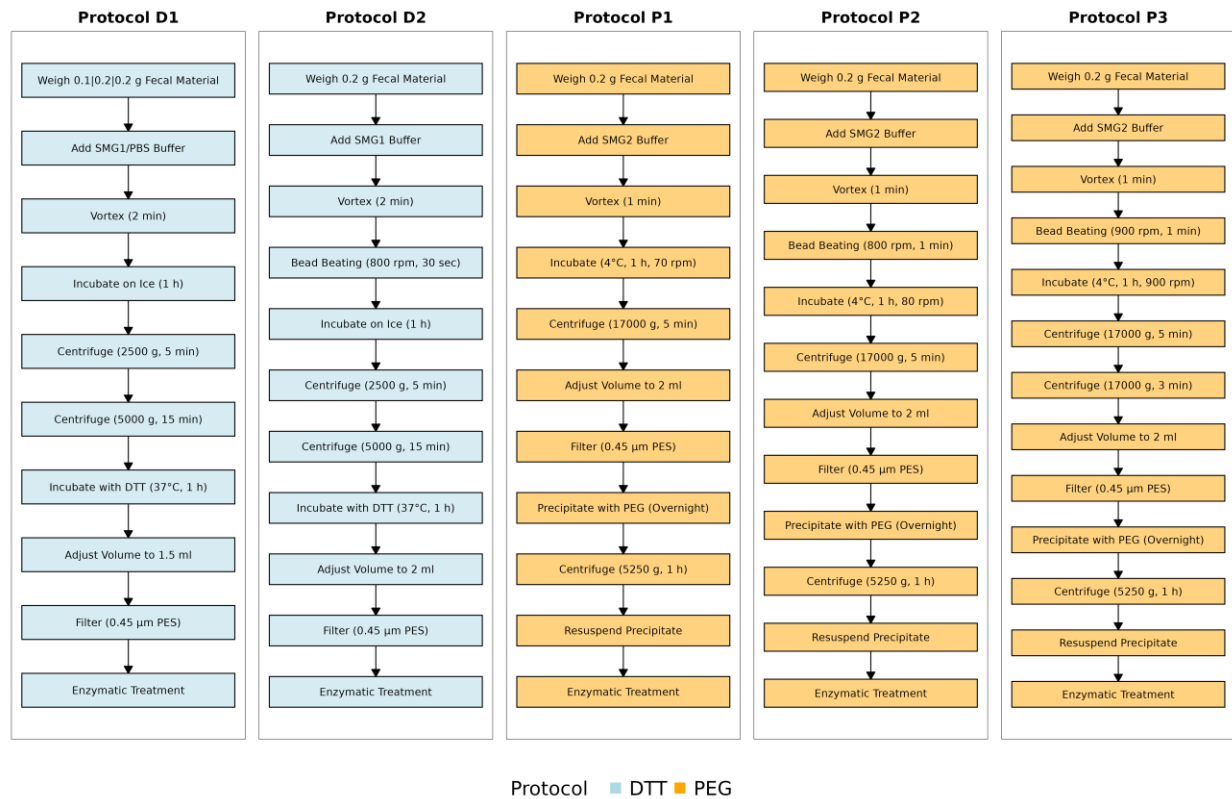 Protocol D1
Weigh 0.1|0.2|0.2 g Fecal Material
Add SMG1/PBS Buffer
Vortex (2 min)
Incubate on Ice (1 h)
Centrifuge (2500 g, 5 min)
Centrifuge (5000 g, 15 min)
Incubate with DTT (37°C, 1 h)
Adjust Volume to 1.5 ml
Filter (0.45 µm PES)
Enzymatic Treatment
Protocol D2
Weigh 0.2 g Fecal Material
Add SMG1 Buffer
Vortex (2 min)
Bead Beating (800 rpm, 30 sec)
Incubate on Ice (1 h)
Centrifuge (2500 g, 5 min)
Centrifuge (5000 g, 15 min)
Incubate with DTT (37°C, 1 h)
Adjust Volume to 2 ml
Filter (0.45 µm PES)
Enzymatic Treatment
Protocol P1
Weigh 0.2 g Fecal Material
Add SMG2 Buffer
Vortex (1 min)
Incubate (4°C, 1 h, 70 rpm)
Centrifuge (17000 g, 5 min)
Adjust Volume to 2 ml
Filter (0.45 µm PES)
Precipitate with PEG (Overnight)
Centrifuge (5250 g, 1 h)
Resuspend Precipitate
Enzymatic Treatment
Protocol P2
Weigh 0.2 g Fecal Material
Add SMG2 Buffer
Vortex (1 min)
Bead Beating (800 rpm, 1 min)
Incubate (4°C, 1 h, 80 rpm)
Centrifuge (17000 g, 5 min)
Adjust Volume to 2 ml
Filter (0.45 µm PES)
Precipitate with PEG (Overnight)
Centrifuge (5250 g, 1 h)
Resuspend Precipitate
Enzymatic Treatment
Protocol P3
Weigh 0.2 g Fecal Material
Add SMG2 Buffer
Vortex (1 min)
Bead Beating (900 rpm, 1 min)
Incubate (4°C, 1 h, 900 rpm)
Centrifuge (17000 g, 5 min)
Centrifuge (17000 g, 3 min)
Adjust Volume to 2 ml
Filter (0.45 µm PES)
Precipitate with PEG (Overnight)
Centrifuge (5250 g, 1 h)
Resuspend Precipitate
Enzymatic Treatment
Protocol DTT PEG